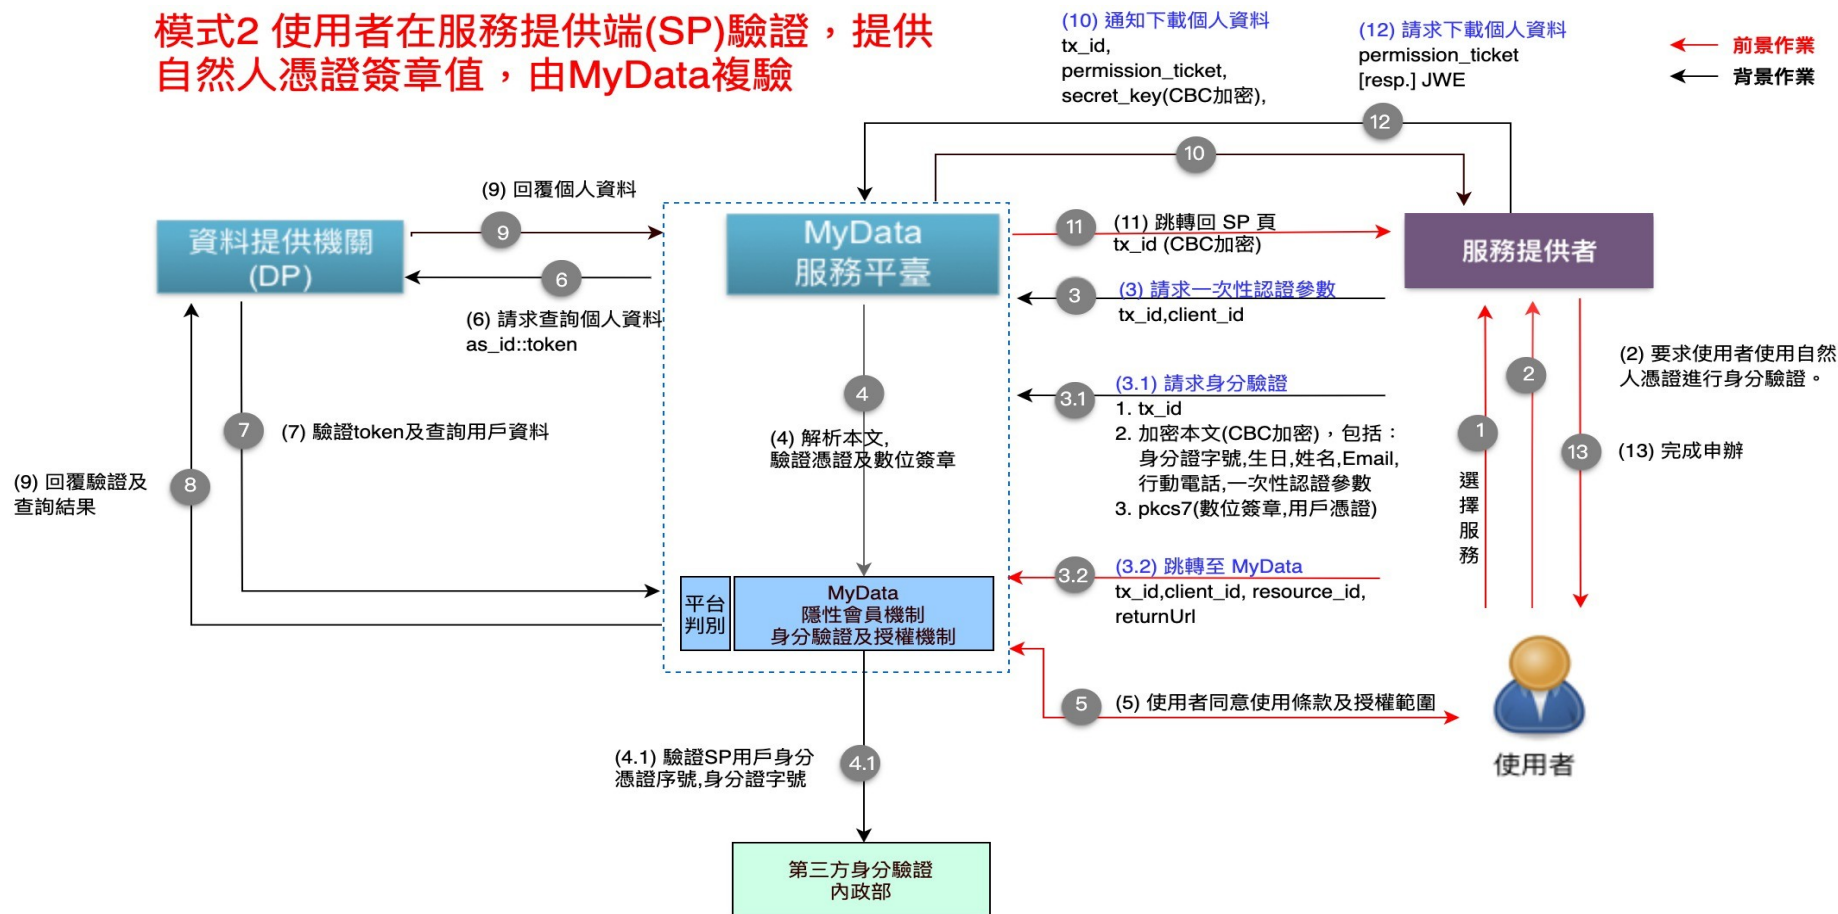 模式2 使用者在服務提供端(SP)驗證，提供
自然人憑證簽章值，由MyData複驗
(10) 通知下載個人資料
tx_id,
permission_ticket,
secret_key(CBC加密),
(12) 請求下載個人資料
permission_ticket
[resp.] JWE
前景作業
背景作業
12
10
(9) 回覆個人資料
9
資料提供機關
(DP)
6
(6) 請求查詢個人資料
as_id::token
MyData
服務平臺
11
(11) 跳轉回 SP 頁
tx_id (CBC加密)
服務提供者
3
(3) 請求一次性認證參數
tx_id,client_id
3.1
(3.1) 請求身分驗證
1. tx_id
2. 加密本文(CBC加密)，包括：
身分證字號,生日,姓名,Email,
行動電話,一次性認證參數
3. pkcs7(數位簽章,用戶憑證)
4
(4) 解析本文,
驗證憑證及數位簽章
7
(7) 驗證token及查詢用戶資料
8
(9) 回覆驗證及
查詢結果
1
選擇服務
2
(2) 要求使用者使用自然
人憑證進行身分驗證。
13
(13) 完成申辦
3.2
(3.2) 跳轉至 MyData
tx_id,client_id, resource_id,
returnUrl
平台
判別
MyData
隱性會員機制
身分驗證及授權機制
5
(5) 使用者同意使用條款及授權範圍
使用者
(4.1) 驗證SP用戶身分
憑證序號,身分證字號
4.1
第三方身分驗證
內政部